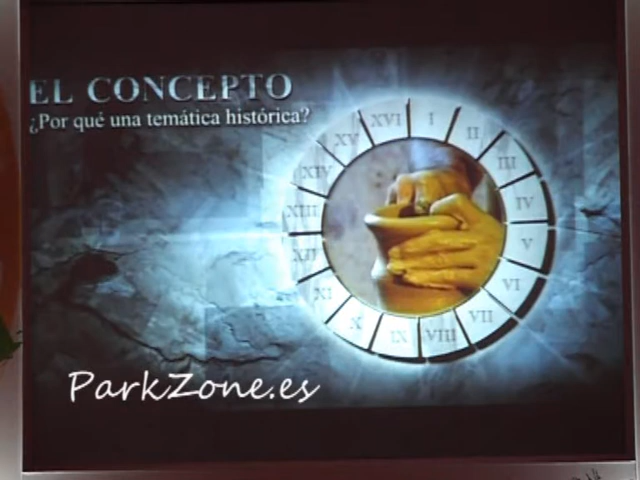 EL CONCEPTO
¿Por qué una temática histórica?
I
II
III
IV
V
VI
VII
VIII
IX
X
XI
XII
XIII
XIV
XV
XVI
ParkZone.es